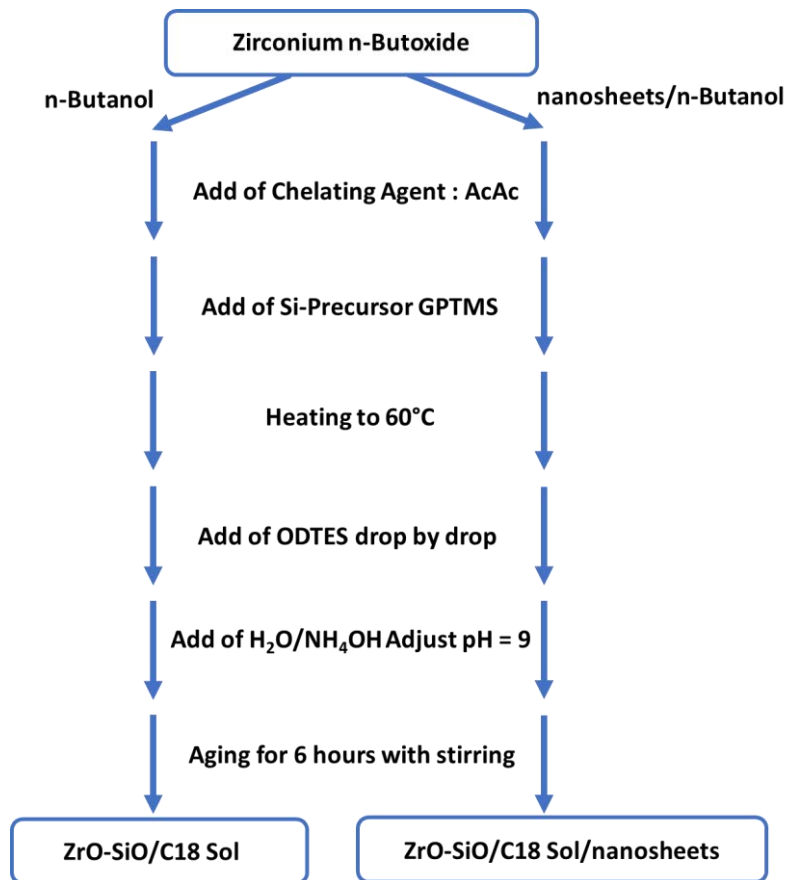 Zirconium n-Butoxide
n-Butanol
nanosheets/n-Butanol
Add of Chelating Agent : AcAc
Add of Si-Precursor GPTMS
Heating to 60°C
Add of ODTES drop by drop
Add of H₂O/NH₄OH Adjust pH = 9
Aging for 6 hours with stirring
ZrO-SiO/C18 Sol
ZrO-SiO/C18 Sol/nanosheets